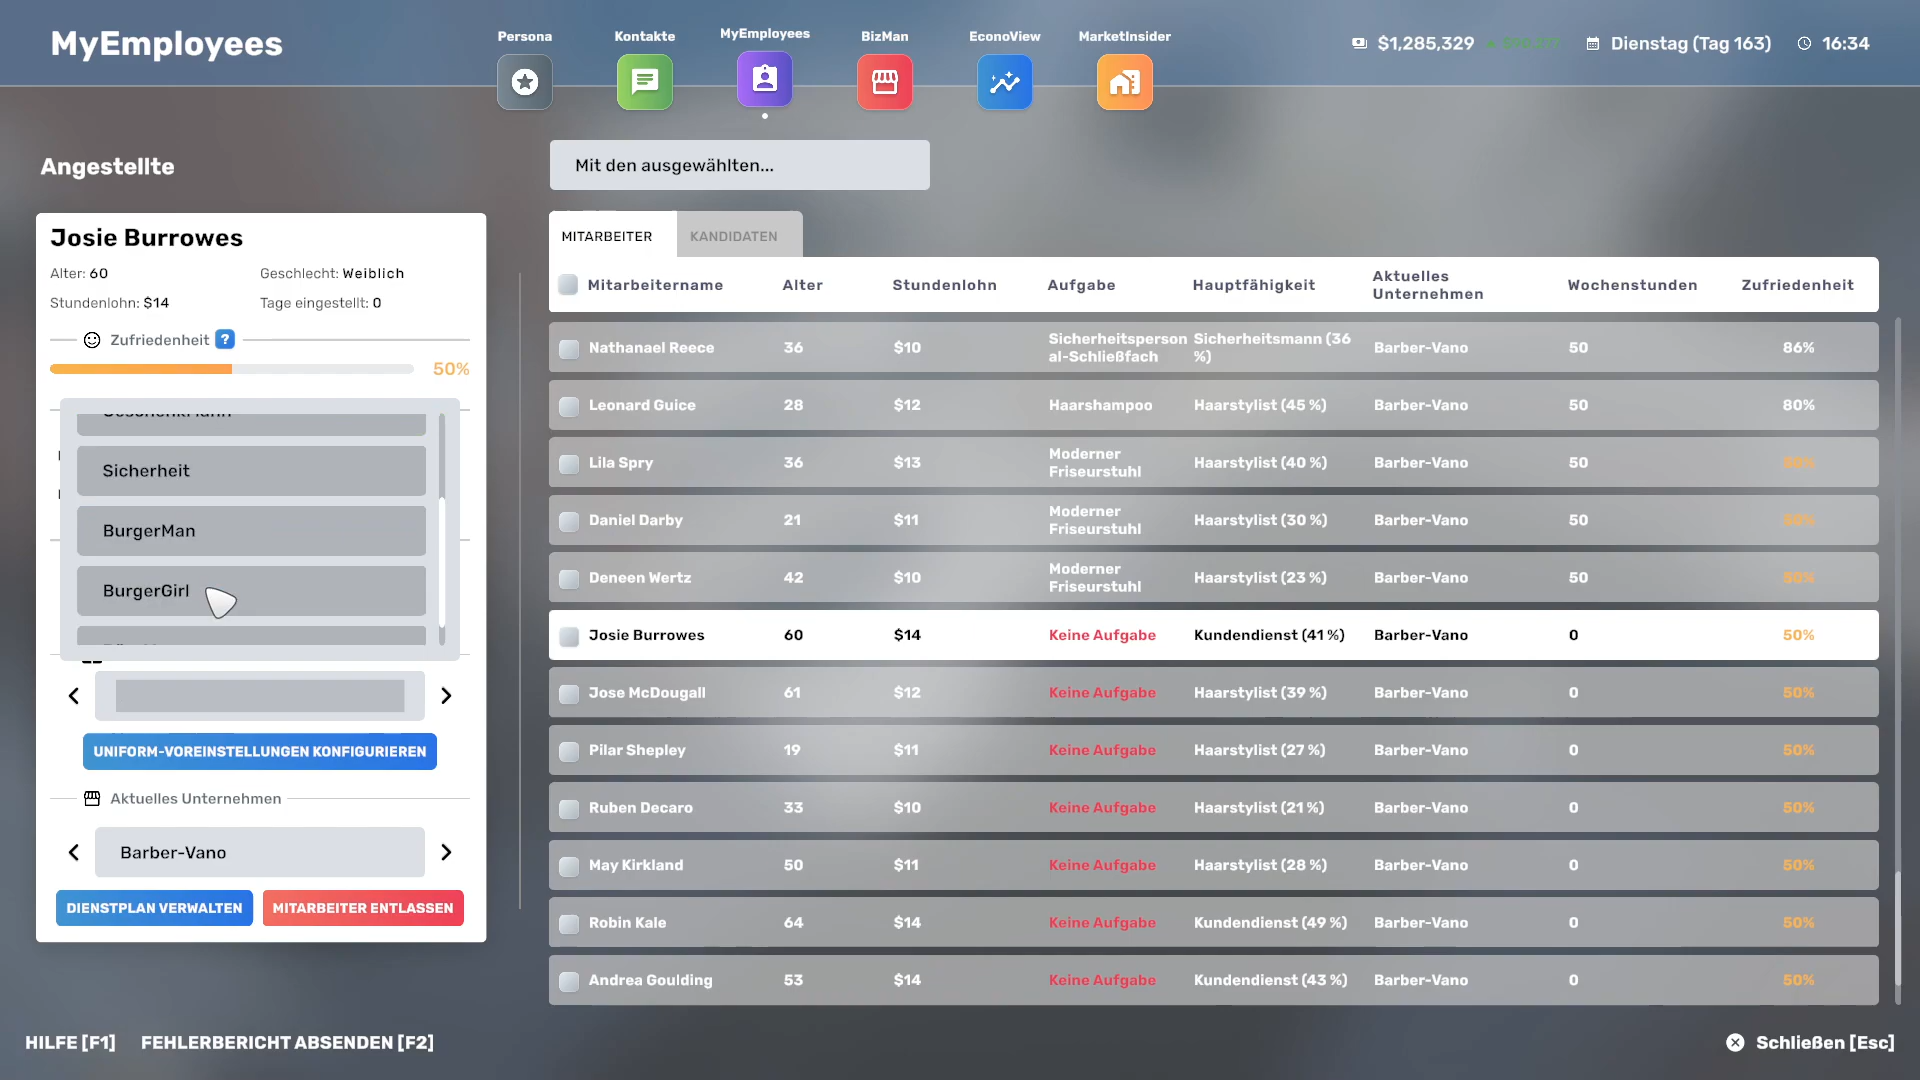 MyEmployees
Persona
Kontakte
MyEmployees
BizMan
EconoView
MarketInsider
$1,285,329
Dienstag (Tag 163)
16:34
Angestellte
Mit den ausgewählten...
Josie Burrowes
Alter: 60
Geschlecht: Weiblich
Stundenlohn: $14
Tage eingestellt: 0
Zufriedenheit ?
50%
Sicherheit
BurgerMan
BurgerGirl
UNIFORM-VOREINSTELLUNGEN KONFIGURIEREN
Aktuelles Unternehmen
Barber-Vano
DIENSTPLAN VERWALTEN
MITARBEITER ENTLASSEN
MITARBEITER
KANDIDATEN
Mitarbeitername Alter Stundenlohn Aufgabe Hauptfähigkeit Aktuelles Unternehmen Wochenstunden Zufriedenheit
Nathanael Reece 36 $10 Sicherheitsperson al-Schließfach Sicherheitsmann (36 %) Barber-Vano 50 86%
Leonard Guice 28 $12 Haarshampoo Haarstylist (45 %) Barber-Vano 50 80%
Lila Spry 36 $13 Moderner Friseurstuhl Haarstylist (40 %) Barber-Vano 50 50%
Daniel Darby 21 $11 Moderner Friseurstuhl Haarstylist (30 %) Barber-Vano 50 50%
Deneen Wertz 42 $10 Moderner Friseurstuhl Haarstylist (23 %) Barber-Vano 50 50%
Josie Burrowes 60 $14 Keine Aufgabe Kundendienst (41 %) Barber-Vano 0 50%
Jose McDougall 61 $12 Keine Aufgabe Haarstylist (39 %) Barber-Vano 0 50%
Pilar Shepley 19 $11 Keine Aufgabe Haarstylist (27 %) Barber-Vano 0 50%
Ruben Decaro 33 $10 Keine Aufgabe Haarstylist (21 %) Barber-Vano 0 50%
May Kirkland 50 $11 Keine Aufgabe Haarstylist (28 %) Barber-Vano 0 50%
Robin Kale 64 $14 Keine Aufgabe Kundendienst (49 %) Barber-Vano 0 50%
Andrea Goulding 53 $14 Keine Aufgabe Kundendienst (43 %) Barber-Vano 0 50%
HILFE [F1]
FEHLERBERICHT ABSENDEN [F2]
Schließen [Esc]